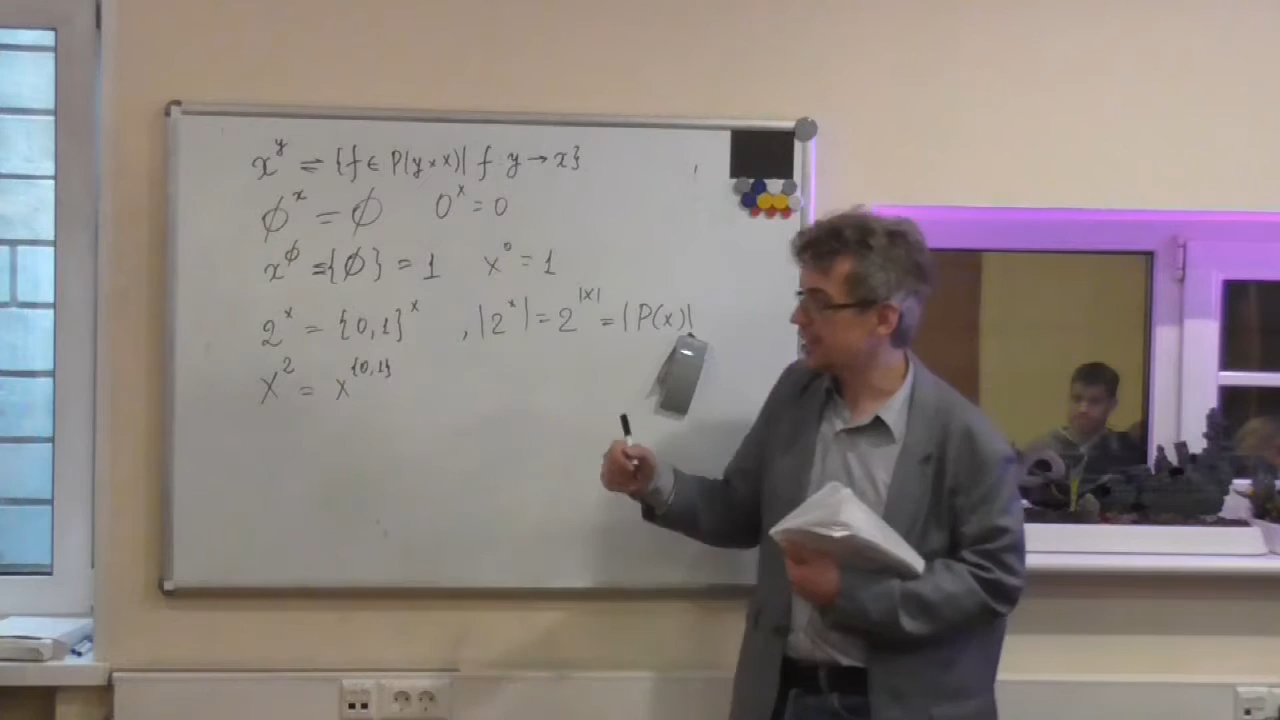 x^y ⇌ {f ∈ P(y × x) | f : y → x}
∅^x = ∅   0^x = 0
x^∅ = {∅} = 1   x^0 = 1
2^x = {0,1}^x   , |2^x| = 2^|X| = |P(x)|
X^2 = X^{0,1}